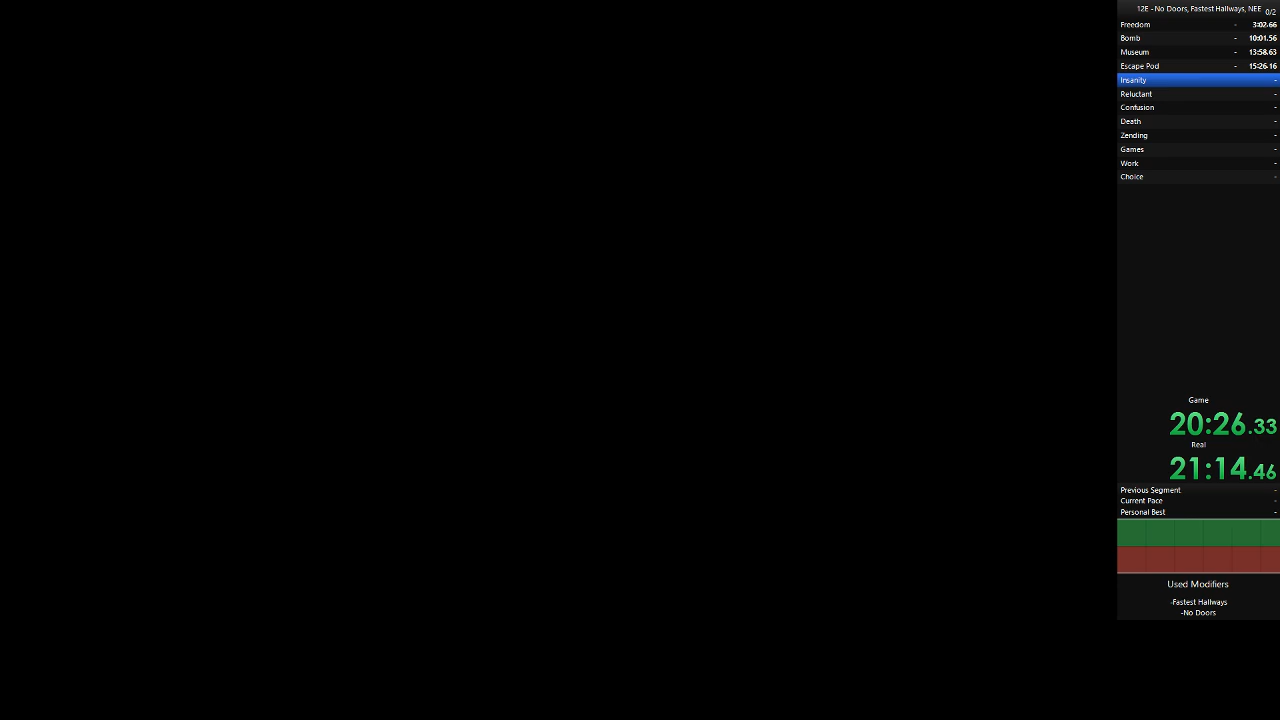 12E - No Doors, Fastest Hallways, NEE 0/2
Freedom - 3:02.66
Bomb - 10:01.56
Museum - 13:58.63
Escape Pod - 15:26.16
Insanity -
Reluctant -
Confusion -
Death -
Zending -
Games -
Work -
Choice -
Game
20:26.33
Real
21:14.46
Previous Segment -
Current Pace -
Personal Best -
Used Modifiers
-Fastest Hallways
-No Doors